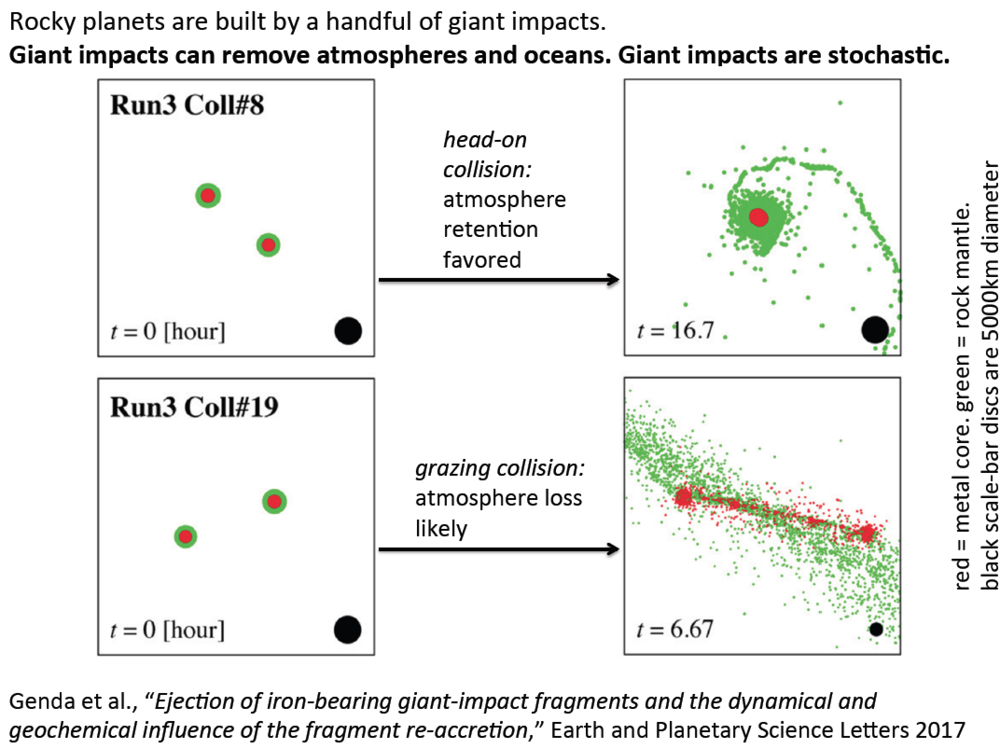 Rocky planets are built by a handful of giant impacts.
Giant impacts can remove atmospheres and oceans. Giant impacts are stochastic.
Run3 Coll#8
t = 0 [hour]
head-on
collision:
atmosphere
retention
favored
t = 16.7
Run3 Coll#19
t = 0 [hour]
grazing collision:
atmosphere loss
likely
t = 6.67
red = metal core. green = rock mantle.
black scale-bar discs are 5000km diameter
Genda et al., “Ejection of iron-bearing giant-impact fragments and the dynamical and
geochemical influence of the fragment re-accretion,” Earth and Planetary Science Letters 2017